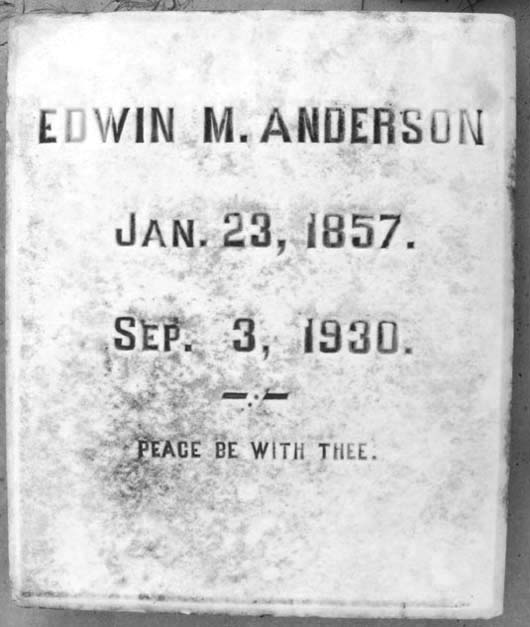 EDWIN M. ANDERSON
JAN. 23, 1857.
SEP. 3, 1930.
PEACE BE WITH THEE.